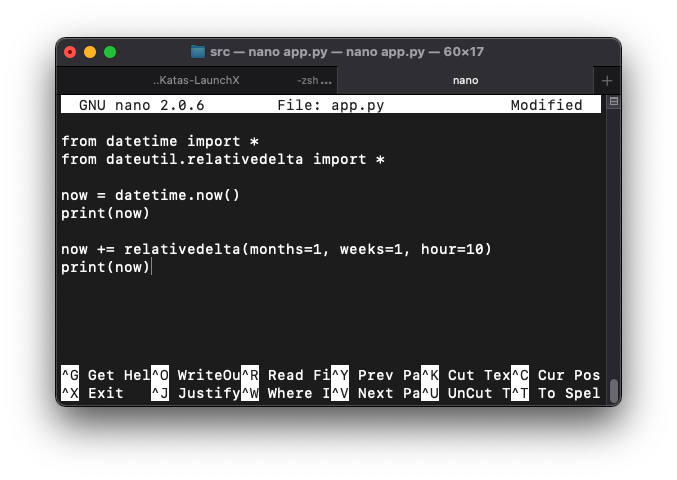 src — nano app.py — nano app.py — 60×17
..Katas-LaunchX -zsh ... nano +
GNU nano 2.0.6 File: app.py Modified
from datetime import *
from dateutil.relativedelta import *
now = datetime.now()
print(now)
now += relativedelta(months=1, weeks=1, hour=10)
print(now)
^G Get Hel^O WriteOu^R Read Fi^Y Prev Pa^K Cut Tex^C Cur Pos
^X Exit ^J Justify^W Where I^V Next Pa^U UnCut T^T To Spel